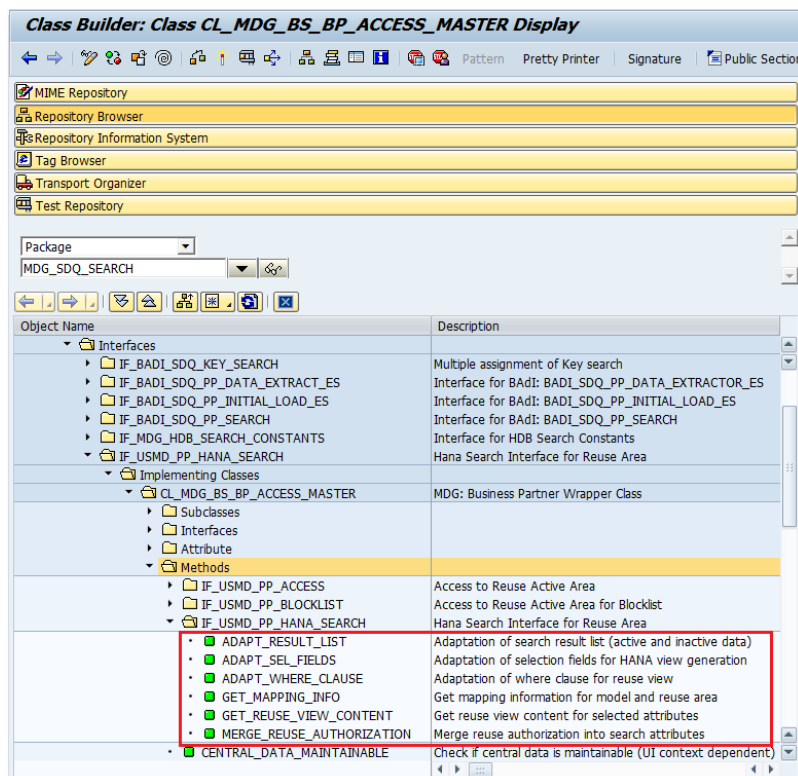 Class Builder: Class CL_MDG_BS_BP_ACCESS_MASTER Display
Pattern Pretty Printer Signature Public Section
MIME Repository
Repository Browser
Repository Information System
Tag Browser
Transport Organizer
Test Repository
Package
MDG_SDQ_SEARCH
Object Name Description
Interfaces
IF_BADI_SDQ_KEY_SEARCH Multiple assignment of Key search
IF_BADI_SDQ_PP_DATA_EXTRACT_ES Interface for BAdI: BADI_SDQ_PP_DATA_EXTRACTOR_ES
IF_BADI_SDQ_PP_INITIAL_LOAD_ES Interface for BAdI: BADI_SDQ_PP_INITIAL_LOAD_ES
IF_BADI_SDQ_PP_SEARCH Interface for BAdI: BADI_SDQ_PP_SEARCH
IF_MDG_HDB_SEARCH_CONSTANTS Interface for HDB Search Constants
IF_USMD_PP_HANA_SEARCH Hana Search Interface for Reuse Area
Implementing Classes
CL_MDG_BS_BP_ACCESS_MASTER MDG: Business Partner Wrapper Class
Subclasses
Interfaces
Attribute
Methods
IF_USMD_PP_ACCESS Access to Reuse Active Area
IF_USMD_PP_BLOCKLIST Access to Reuse Active Area for Blocklist
IF_USMD_PP_HANA_SEARCH Hana Search Interface for Reuse Area
ADAPT_RESULT_LIST Adaptation of search result list (active and inactive data)
ADAPT_SEL_FIELDS Adaptation of selection fields for HANA view generation
ADAPT_WHERE_CLAUSE Adaptation of where clause for reuse view
GET_MAPPING_INFO Get mapping information for model and reuse area
GET_REUSE_VIEW_CONTENT Get reuse view content for selected attributes
MERGE_REUSE_AUTHORIZATION Merge reuse authorization into search attributes
CENTRAL_DATA_MAINTAINABLE Check if central data is maintainable (UI context dependent)